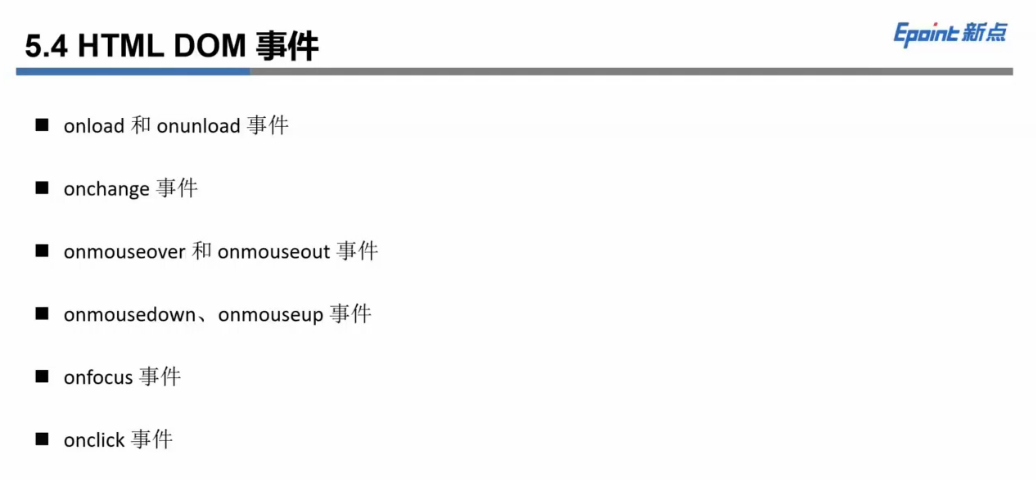 5.4 HTML DOM 事件
Epoint 新点
onload 和 onunload 事件
onchange 事件
onmouseover 和 onmouseout 事件
onmousedown、onmouseup 事件
onfocus 事件
onclick 事件